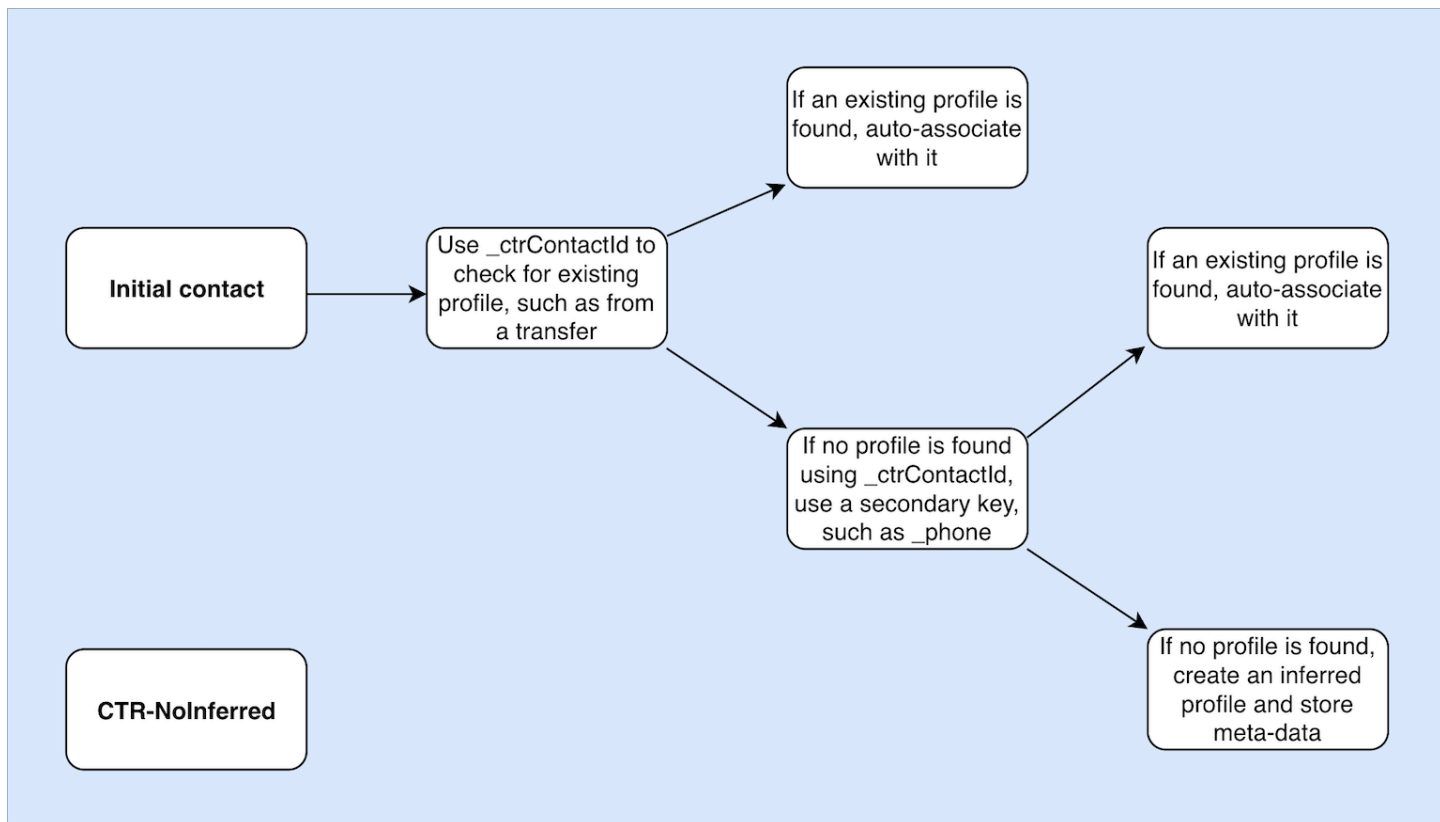 If an existing profile is
found, auto-associate
with it
Initial contact
Use _ctrContactId to
check for existing
profile, such as from
a transfer
If an existing profile is
found, auto-associate
with it
If no profile is found
using _ctrContactId,
use a secondary key,
such as _phone
CTR-NoInferred
If no profile is found,
create an inferred
profile and store
meta-data